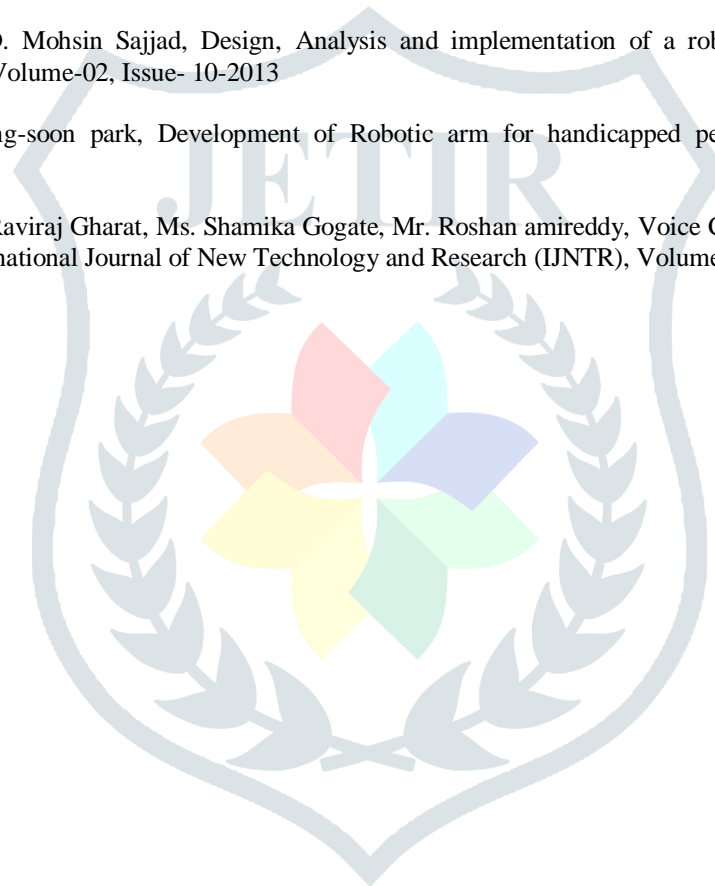 . Mohsin Sajjad, Design, Analysis and implementation of a rob
Volume-02, Issue- 10-2013
ng-soon park, Development of Robotic arm for handicapped pe
JETIR
Raviraj Gharat, Ms. Shamika Gogate, Mr. Roshan amireddy, Voice
national Journal of New Technology and Research (IJNTR), Volume